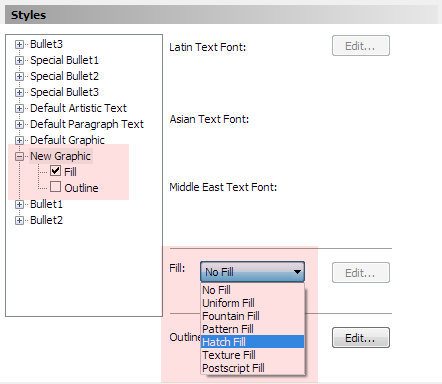 Styles
Bullet3
Special Bullet1
Special Bullet2
Special Bullet3
Default Artistic Text
Default Paragraph Text
Default Graphic
New Graphic
Fill
Outline
Bullet1
Bullet2
Latin Text Font:
Edit...
Asian Text Font:
Middle East Text Font:
Fill:
No Fill
Edit...
No Fill
Uniform Fill
Fountain Fill
Pattern Fill
Hatch Fill
Texture Fill
Postscript Fill
Outline
Edit...